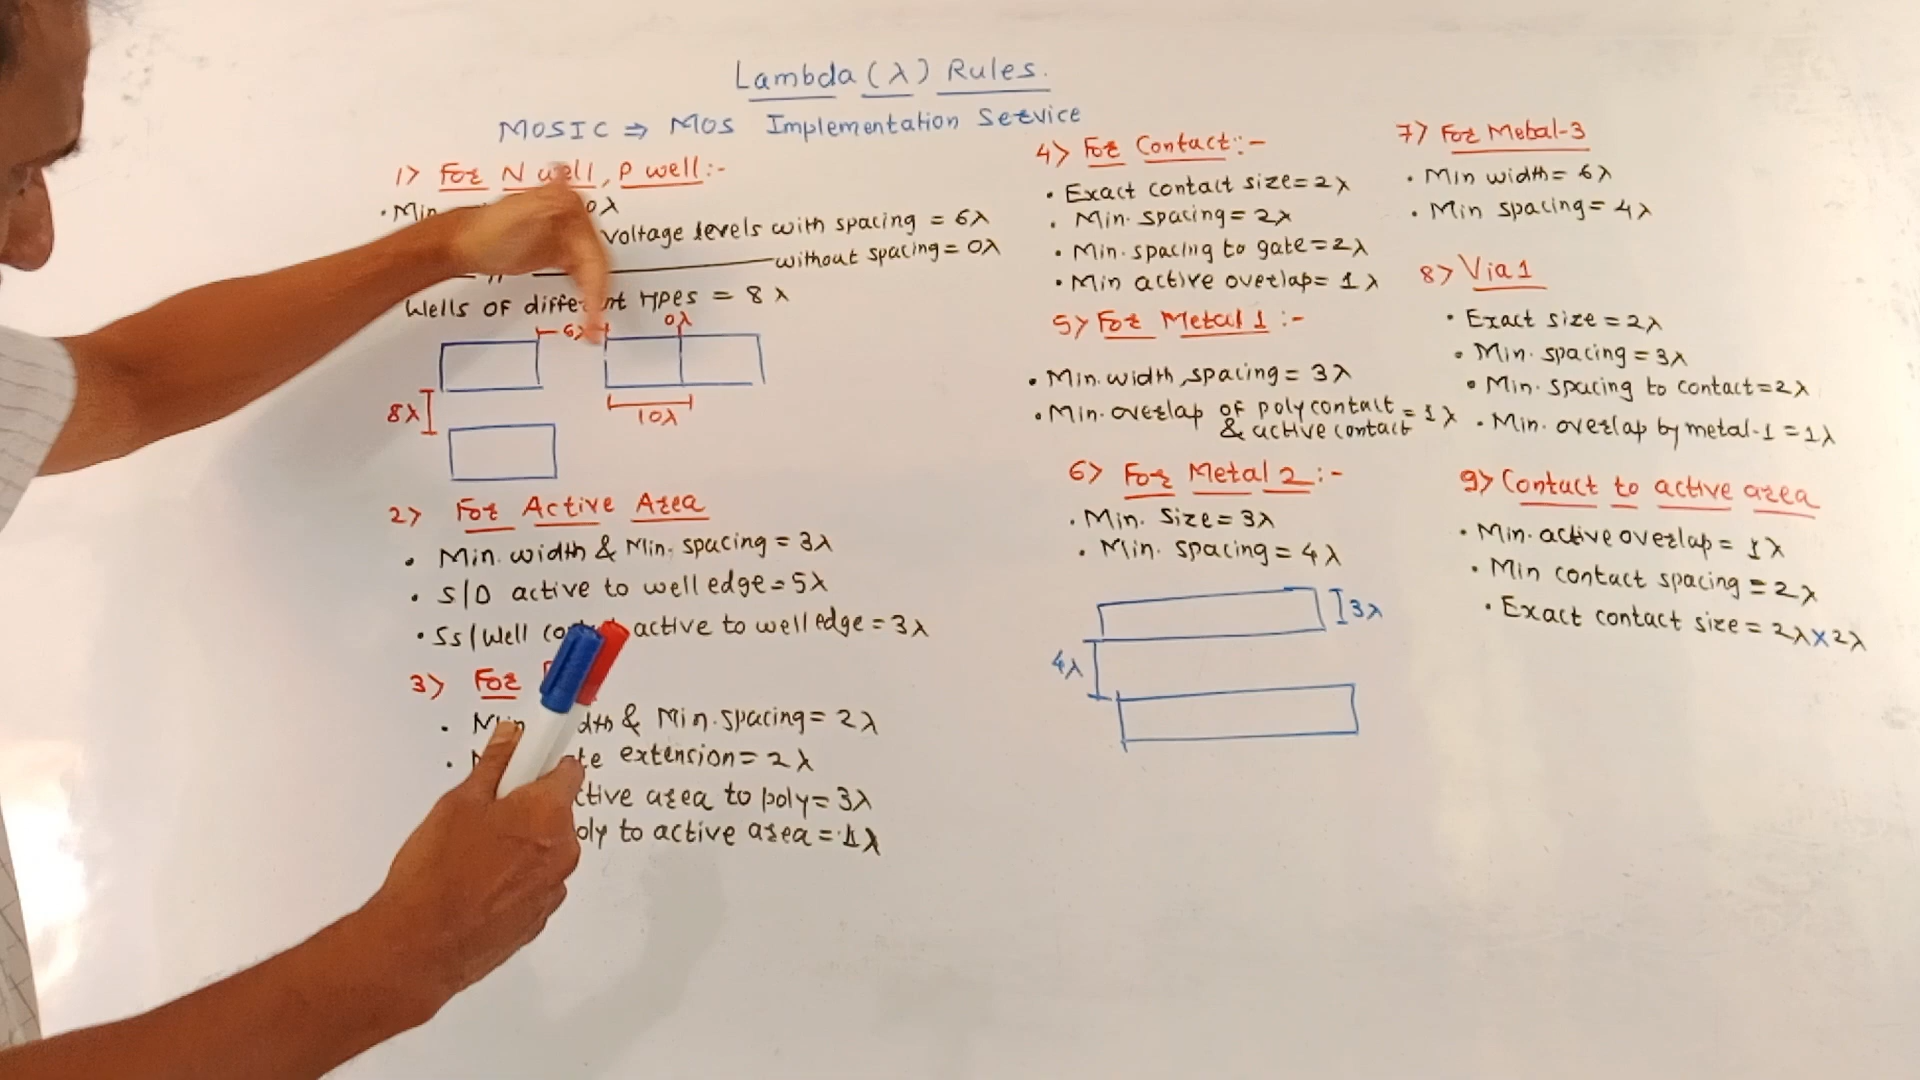 Lambda (λ) Rules.
MOSIC ⇒ MOS Implementation Service
1> For N well, P well:-
• Min 0λ
voltage levels with spacing = 6λ
— 〃 — without spacing = 0λ
Wells of different types = 8λ
6λ
0λ
8λ
10λ
2> For Active Area
• Min. width & Min. spacing = 3λ
• S/D active to well edge = 5λ
• Ss/Well active to well edge = 3λ
3> For
• Min & Min. spacing = 2λ
• extension = 2λ
area to poly = 3λ
to active area = 1λ
4> For Contact:-
• Exact contact size = 2λ
• Min. spacing = 2λ
• Min. spacing to gate = 2λ
• Min active overlap = 1λ
5> For Metal 1:-
• Min. width, spacing = 3λ
• Min. overlap of poly contact & active contact = 1λ
6> For Metal 2:-
• Min. Size = 3λ
• Min. spacing = 4λ
3λ
4λ
7> For Metal-3
• Min width = 6λ
• Min spacing = 4λ
8> Via 1
• Exact size = 2λ
• Min. spacing = 3λ
• Min. spacing to contact = 2λ
• Min. overlap by metal-1 = 1λ
9> Contact to active area
• Min. active overlap = 1λ
• Min contact spacing = 2λ
• Exact contact size = 2λ x 2λ